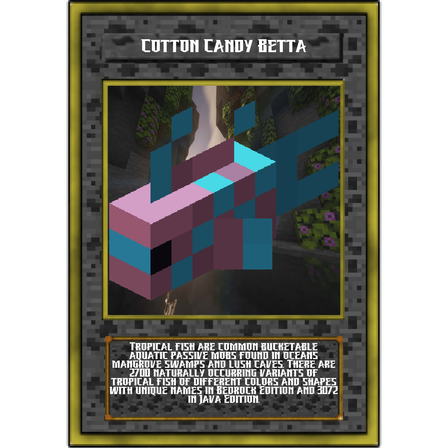 Cotton Candy Betta
Tropical fish are common bucketable
aquatic passive mobs found in oceans
mangrove swamps and lush caves. There are
2700 naturally occurring variants of
tropical fish of different colors and shapes
with unique names in Bedrock Edition and 3072
in Java Edition.